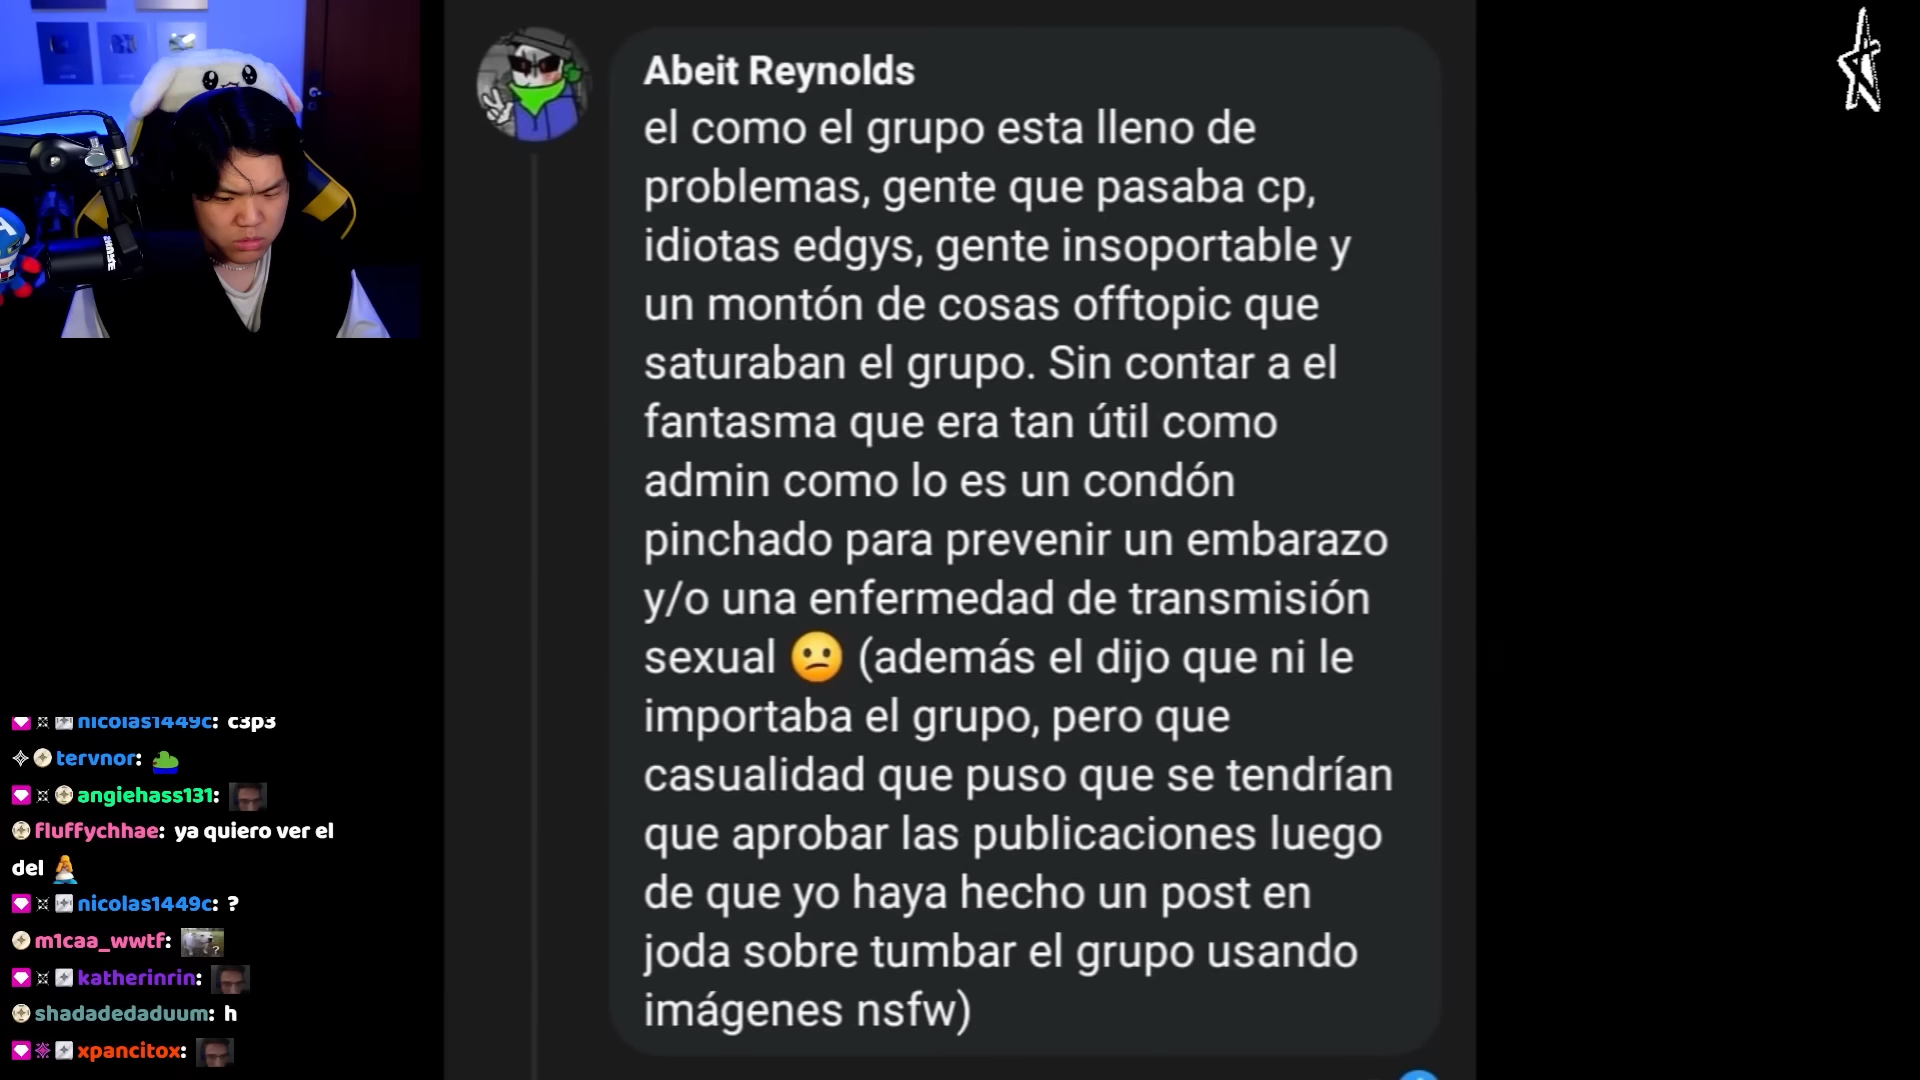 Abeit Reynolds
el como el grupo esta lleno de
problemas, gente que pasaba cp,
idiotas edgys, gente insoportable y
un montón de cosas offtopic que
saturaban el grupo. Sin contar a el
fantasma que era tan útil como
admin como lo es un condón
pinchado para prevenir un embarazo
y/o una enfermedad de transmisión
sexual 😕 (además el dijo que ni le
importaba el grupo, pero que
casualidad que puso que se tendrían
que aprobar las publicaciones luego
de que yo haya hecho un post en
joda sobre tumbar el grupo usando
imágenes nsfw)
nicolas1449c: c3p3
tervnor:
angiehass131:
fluffychhae: ya quiero ver el
del
nicolas1449c: ?
m1caa_wwtf:
katherinrin:
shadadedaduum: h
xpancitox: